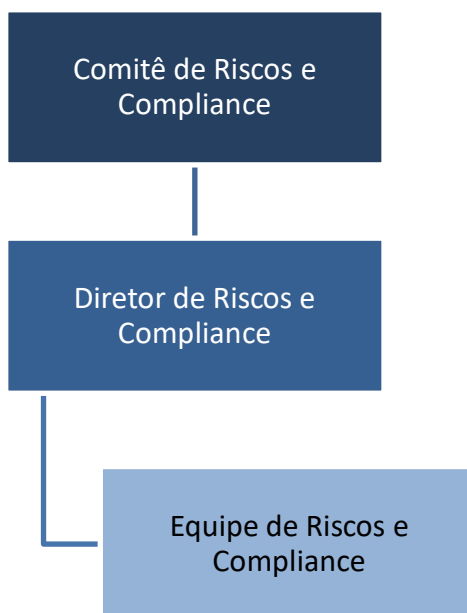 Comitê de Riscos e
Compliance
Diretor de Riscos e
Compliance
Equipe de Riscos e
Compliance